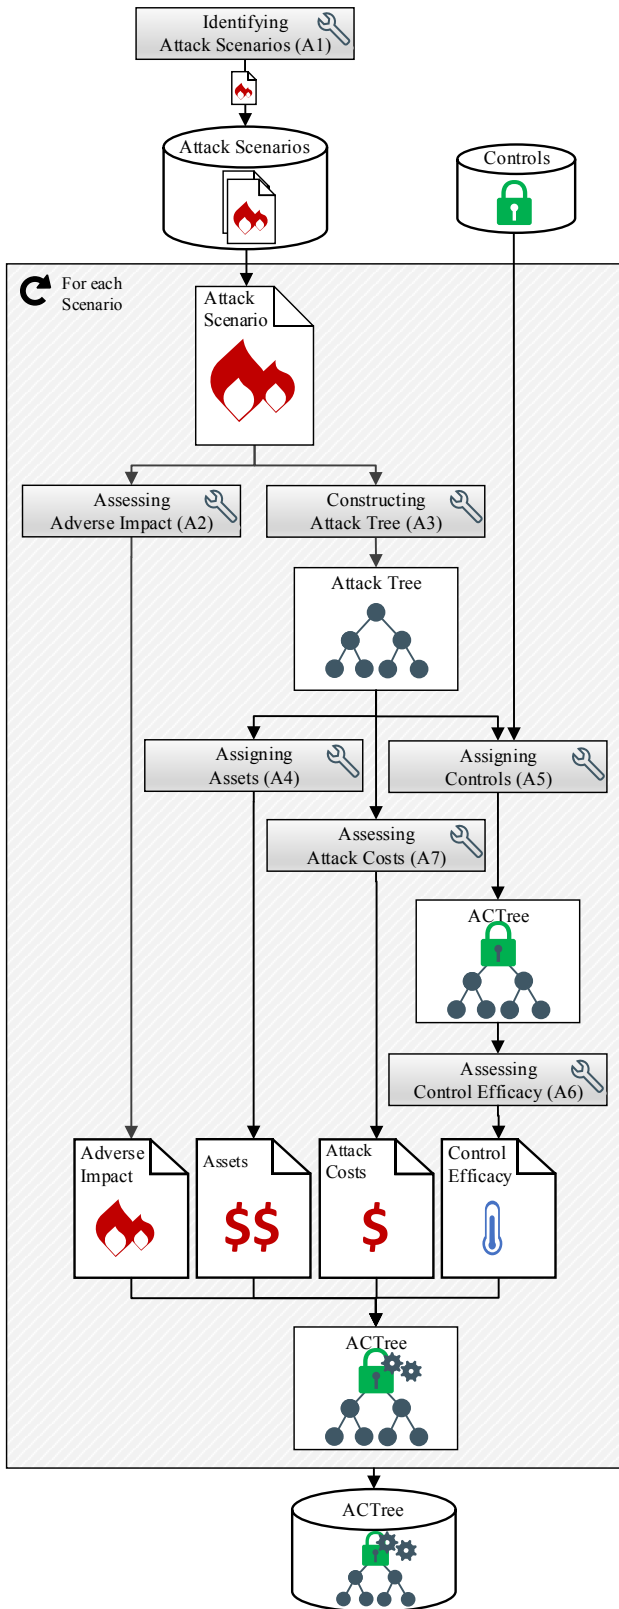 Identifying
Attack Scenarios (A1)
Attack Scenarios
Controls
For each
Scenario
Attack
Scenario
Assessing
Adverse Impact (A2)
Constructing
Attack Tree (A3)
Attack Tree
Assigning
Assets (A4)
Assigning
Controls (A5)
Assessing
Attack Costs (A7)
ACTree
Assessing
Control Efficacy (A6)
Adverse
Impact
Assets
$$
Attack
Costs
$
Control
Efficacy
ACTree
ACTree